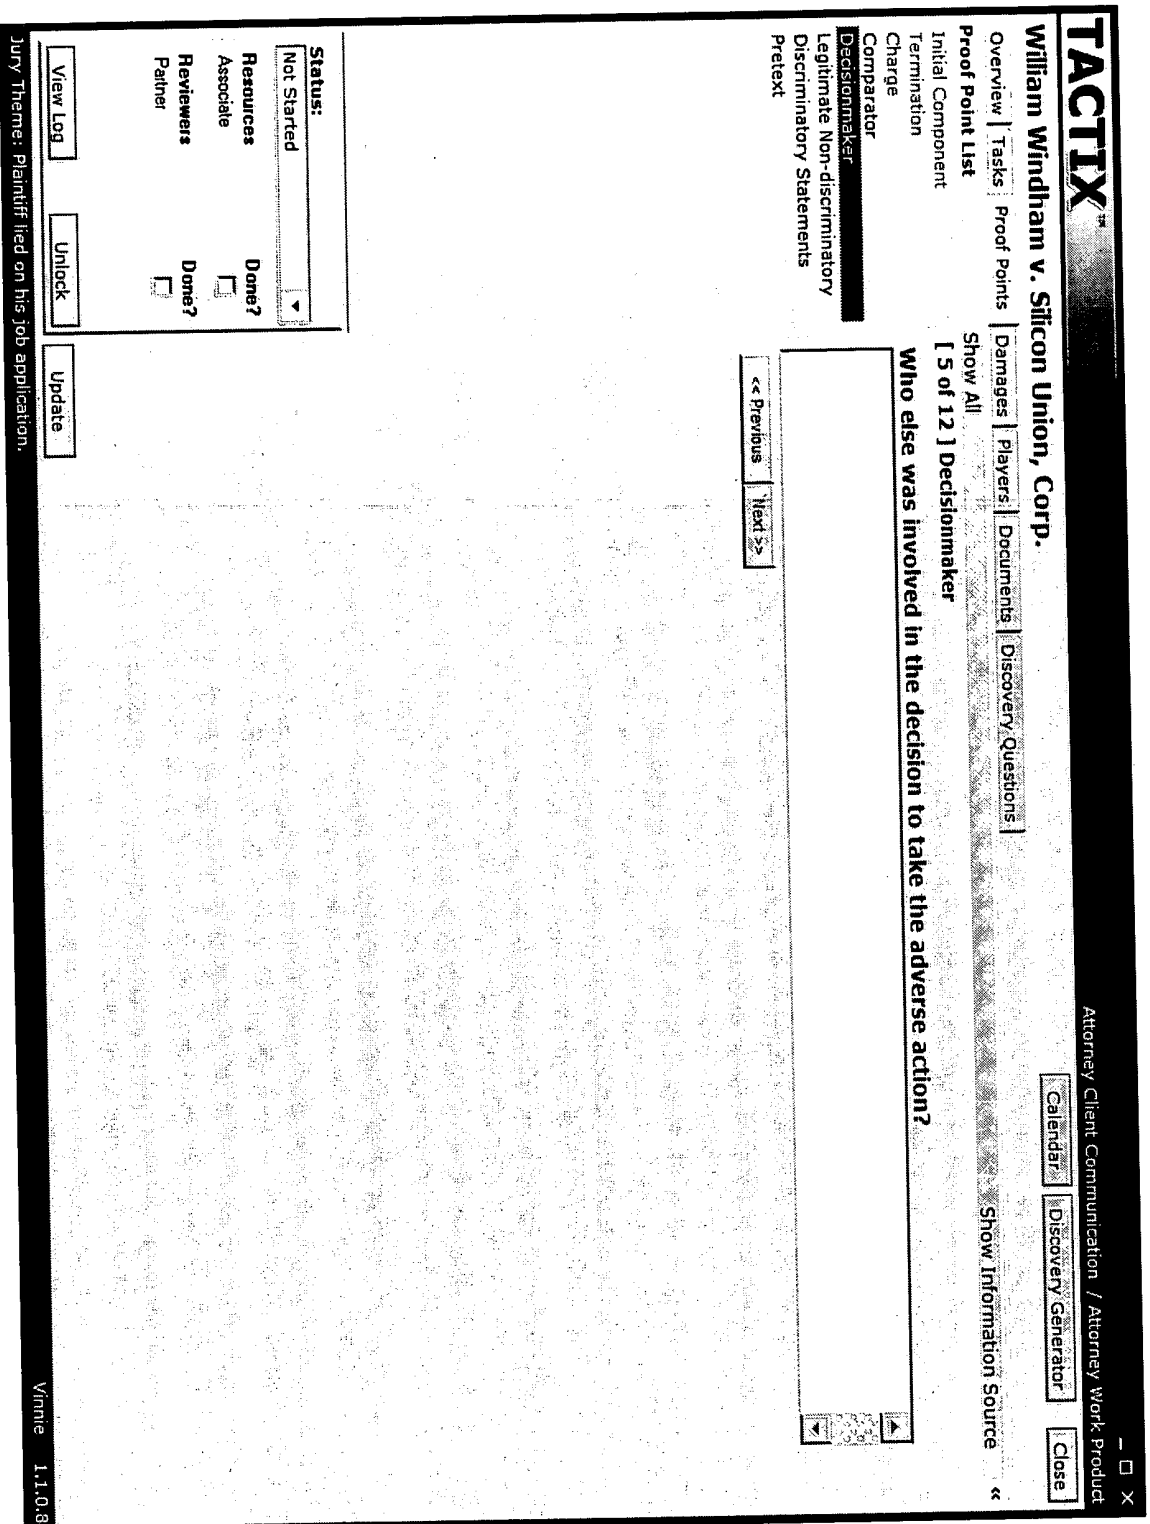 TACTIX™
Attorney Client Communication / Attorney Work Product
William Windham v. Silicon Union, Corp.
Calendar Discovery Generator Close
Overview Tasks Proof Points Damages Players Documents Discovery Questions
Proof Point List
Show All
Show Information Source «
Initial Component
Termination
Charge
Comparator
Decisionmaker
Legitimate Non-discriminatory
Discriminatory Statements
Pretext
[ 5 of 12 ] Decisionmaker
Who else was involved in the decision to take the adverse action?
<< Previous Next >>
Status:
Not Started
Resources Done?
Associate
Reviewers Done?
Partner
View Log Unlock Update
Jury Theme: Plaintiff lied on his job application.
Vinnie 1.1.0.8